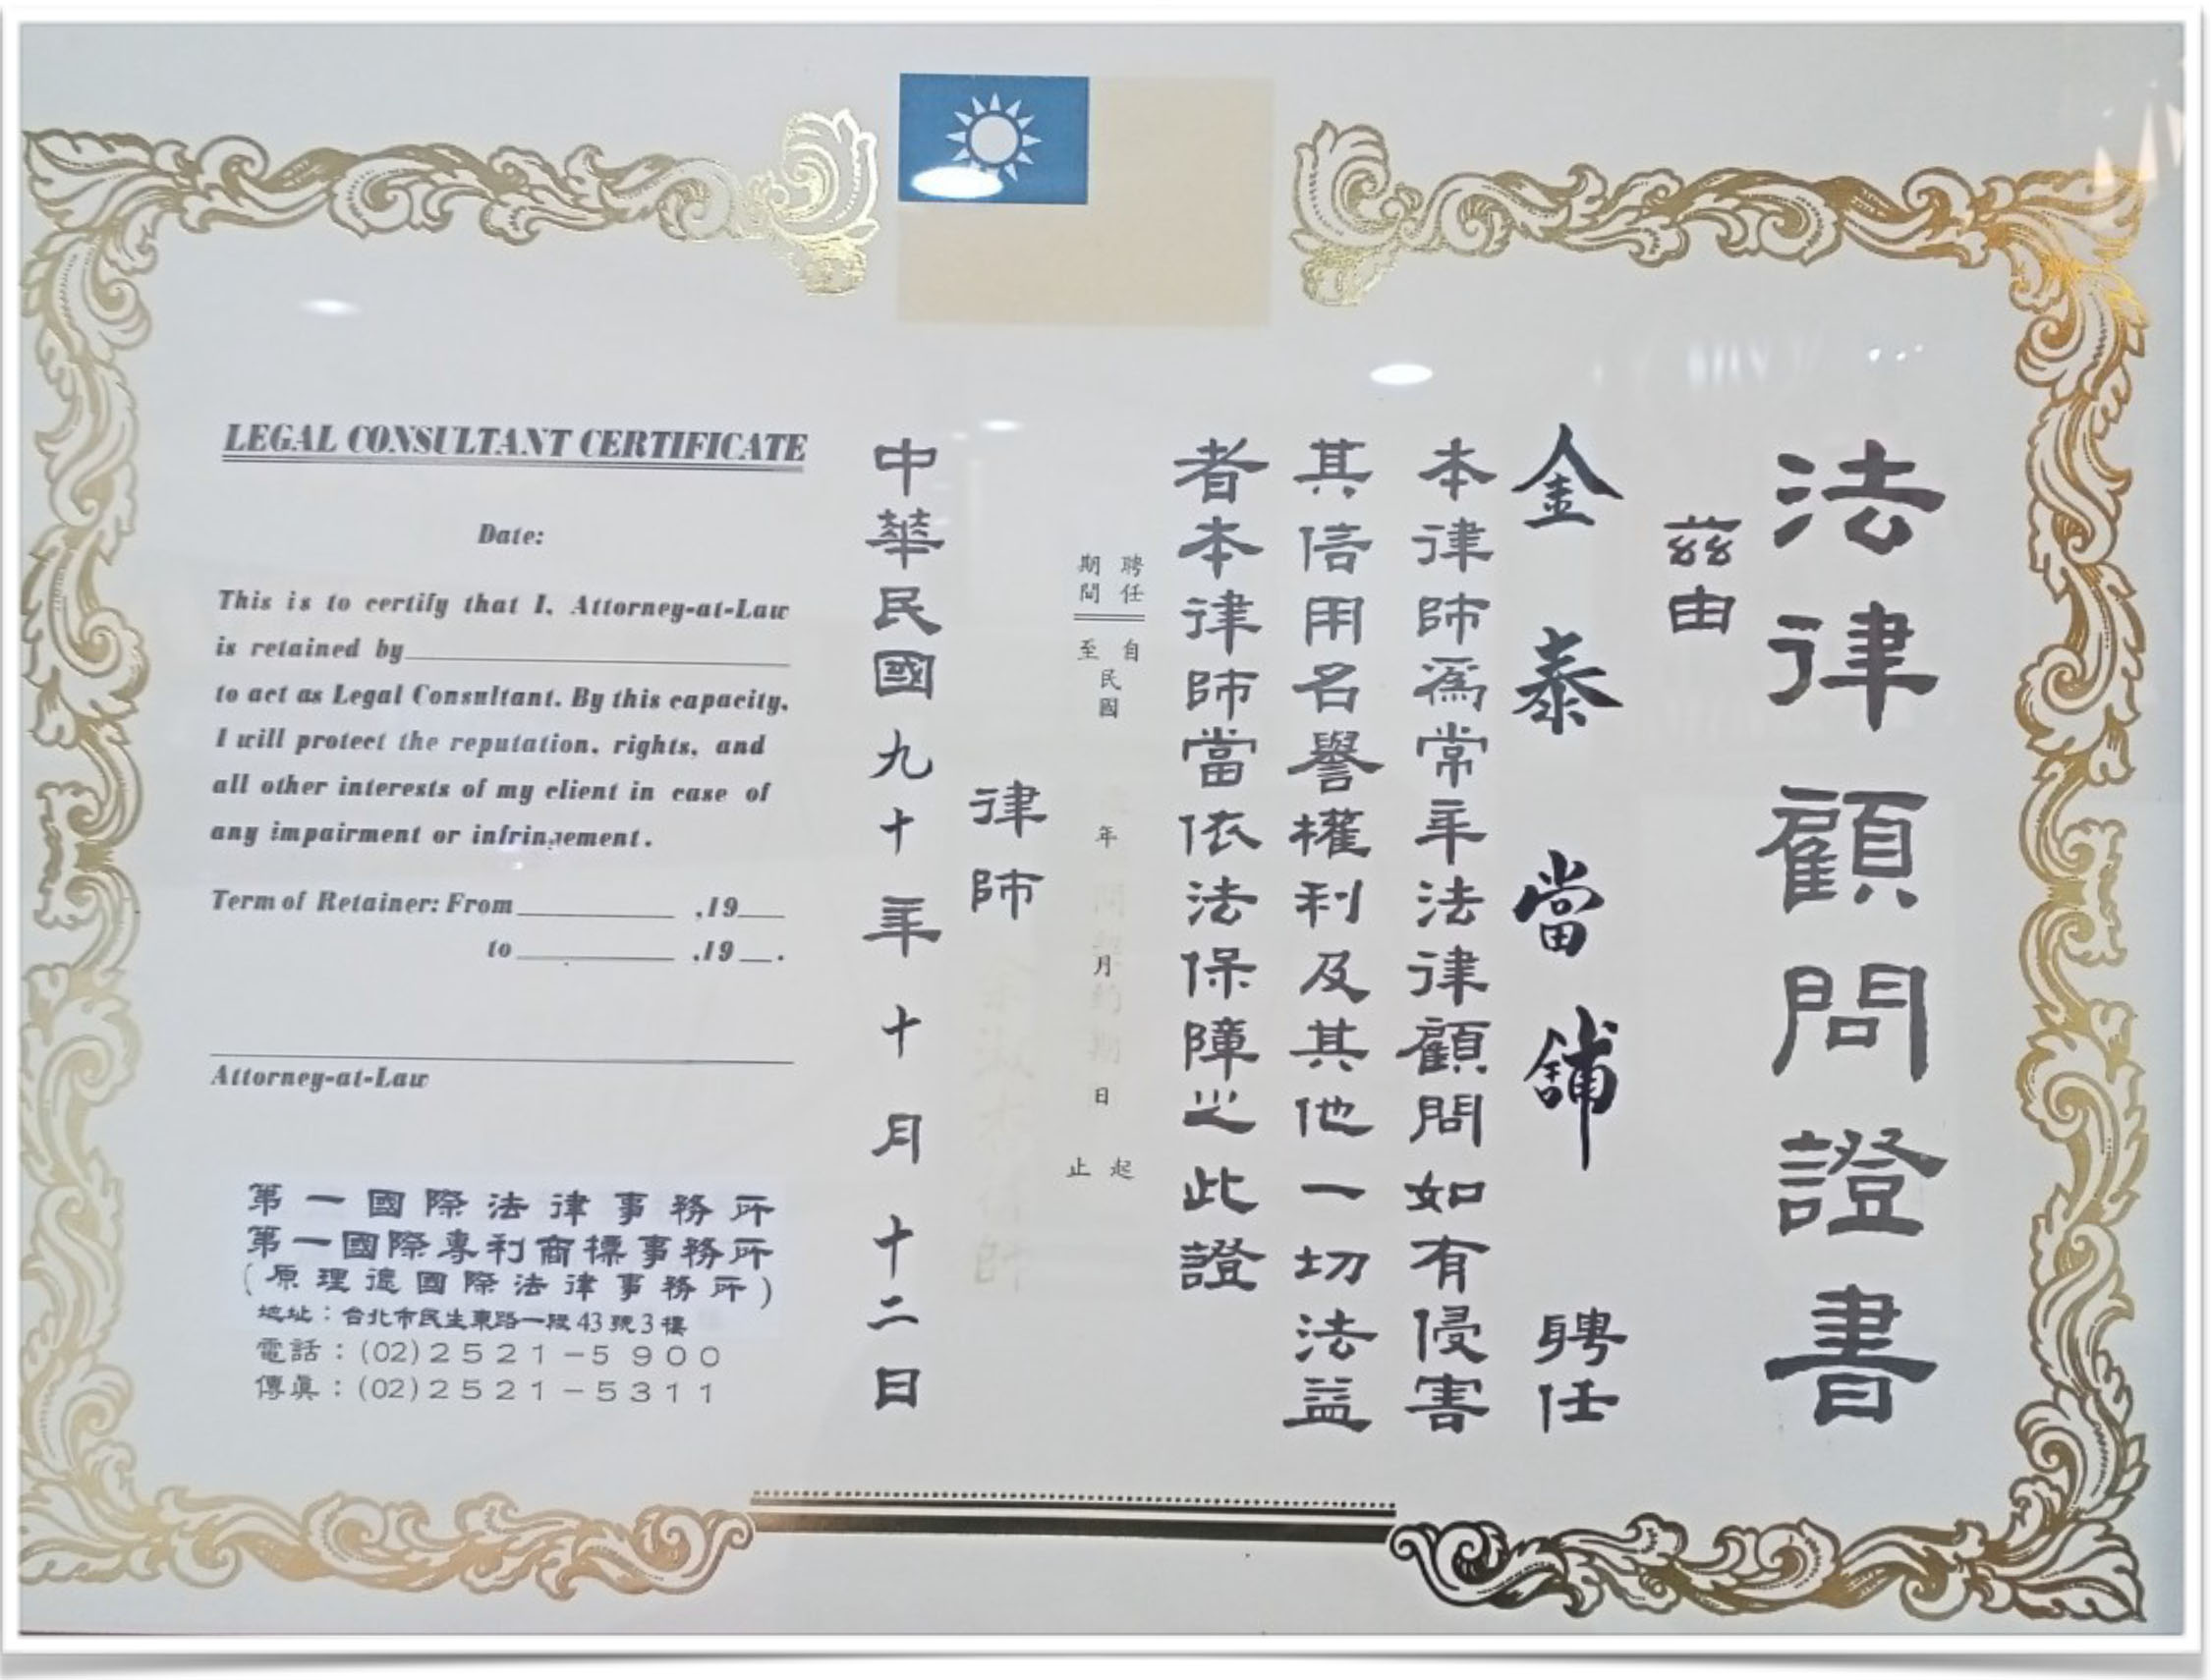 法律顧問證書
茲由
金泰當舖 聘任
本律師為常年法律顧問如有侵害
其信用名譽權利及其他一切法益
者本律師當依法保障之此證
聘任
期間
自
至
民國
年
月
日
起
止
律師
中華民國九十年十月十二日
LEGAL CONSULTANT CERTIFICATE
Date:
This is to certify that I, Attorney-at-Law
is retained by
to act as Legal Consultant. By this capacity,
I will protect the reputation, rights, and
all other interests of my client in case of
any impairment or infringement.
Term of Retainer: From ,19
to ,19 .
Attorney-at-Law
第一國際法律事務所
第一國際專利商標事務所
(原理遠國際法律事務所)
地址：台北市民生東路一段43號3樓
電話：(02)2521-5900
傳真：(02)2521-5311